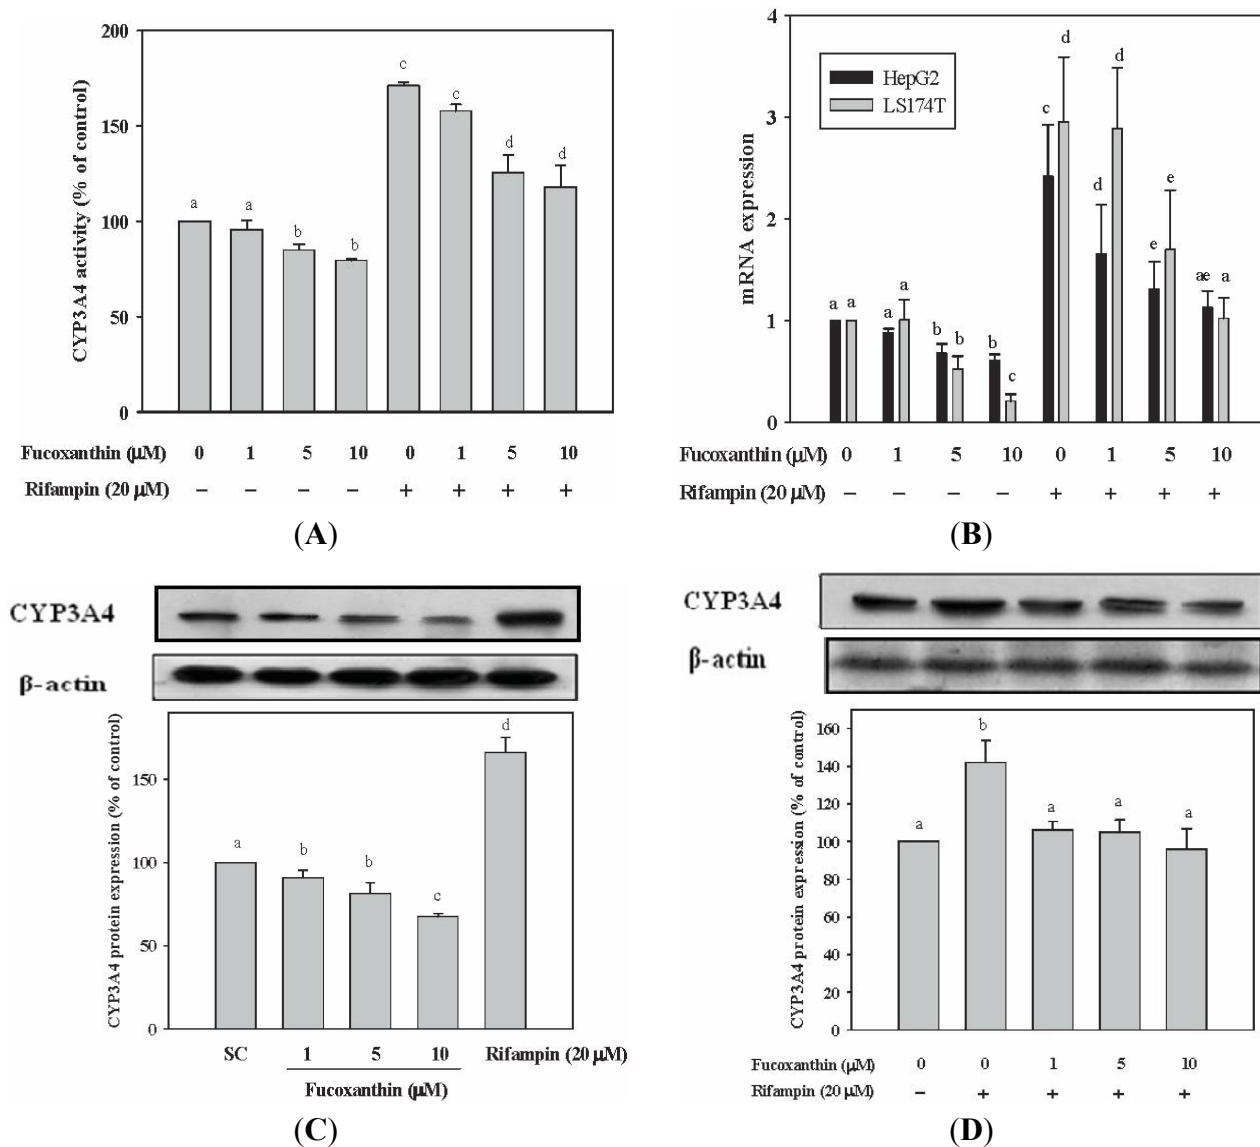 200
150
100
50
0
CYP3A4 activity (% of control)
a a b b c c d d
Fucoxanthin (μM) 0 1 5 10 0 1 5 10
Rifampin (20 μM) − − − − + + + +
(A)
4
3
2
1
0
mRNA expression
HepG2
LS174T
a a a a b b b c c d d d e e ae a
Fucoxanthin (μM) 0 1 5 10 0 1 5 10
Rifampin (20 μM) − − − − + + + +
(B)
CYP3A4
β-actin
150
100
50
0
CYP3A4 protein expression (% of control)
a b b c d
SC 1 5 10 Rifampin (20 μM)
Fucoxanthin (μM)
(C)
CYP3A4
β-actin
160
140
120
100
80
60
40
20
0
CYP3A4 protein expression (% of control)
a b a a a
Fucoxanthin (μM) 0 0 1 5 10
Rifampin (20 μM) − + + + +
(D)